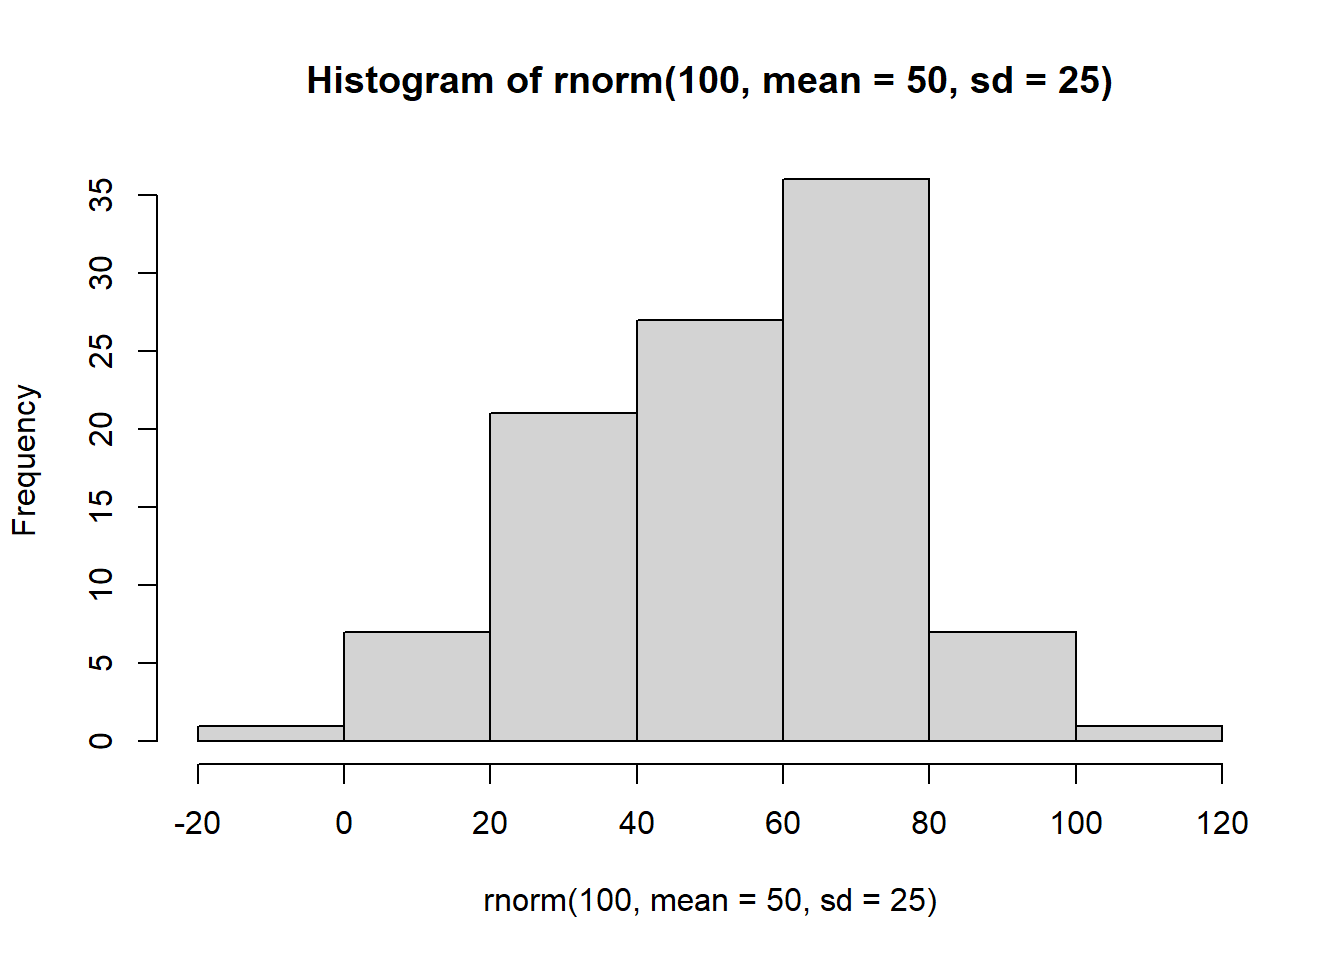 Histogram of rnorm(100, mean = 50, sd = 25)
35
30
25
20
15
10
5
0
Frequency
-20 0 20 40 60 80 100 120
rnorm(100, mean = 50, sd = 25)